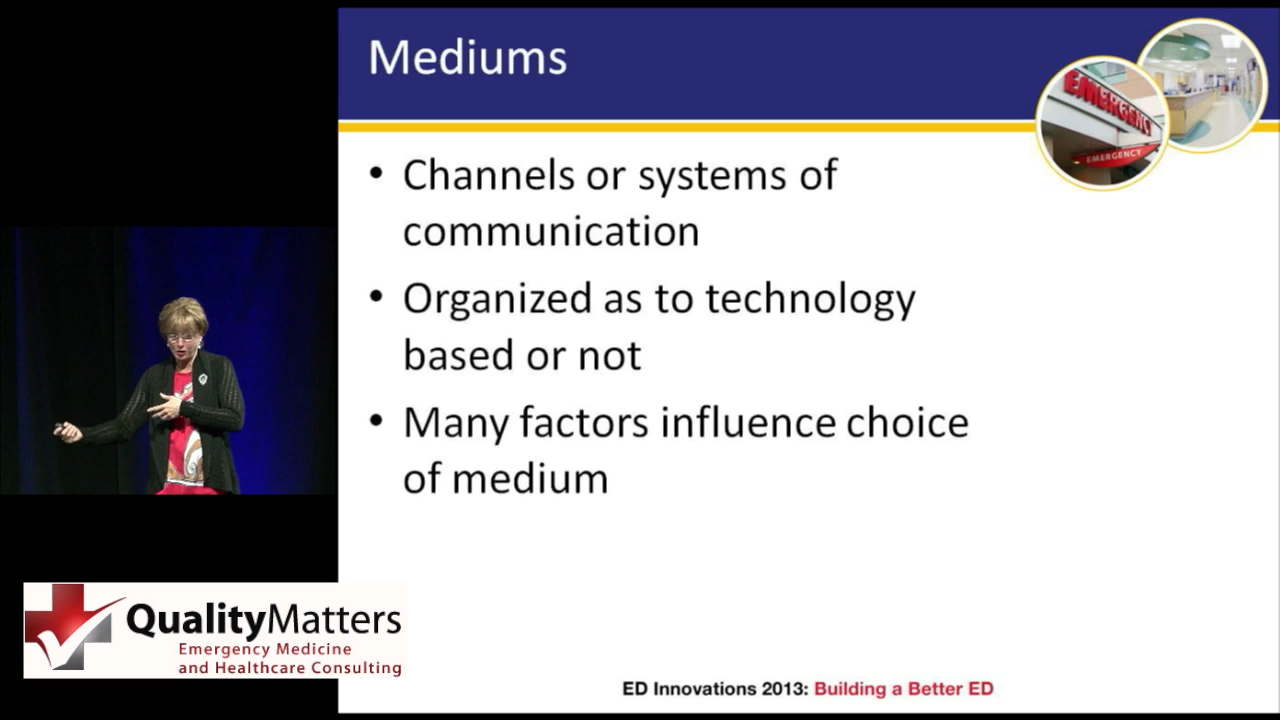 Mediums
EMERGENCY
EMERGENCY
• Channels or systems of
communication
• Organized as to technology
based or not
• Many factors influence choice
of medium
QualityMatters
Emergency Medicine
and Healthcare Consulting
ED Innovations 2013: Building a Better ED